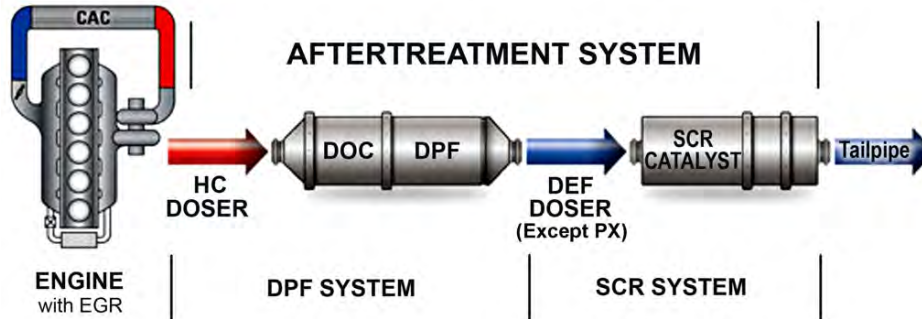 CAC
AFTERTREATMENT SYSTEM
DOC
DPF
SCR
CATALYST
Tailpipe
HC
DOSER
DEF
DOSER
(Except PX)
ENGINE
with EGR
DPF SYSTEM
SCR SYSTEM